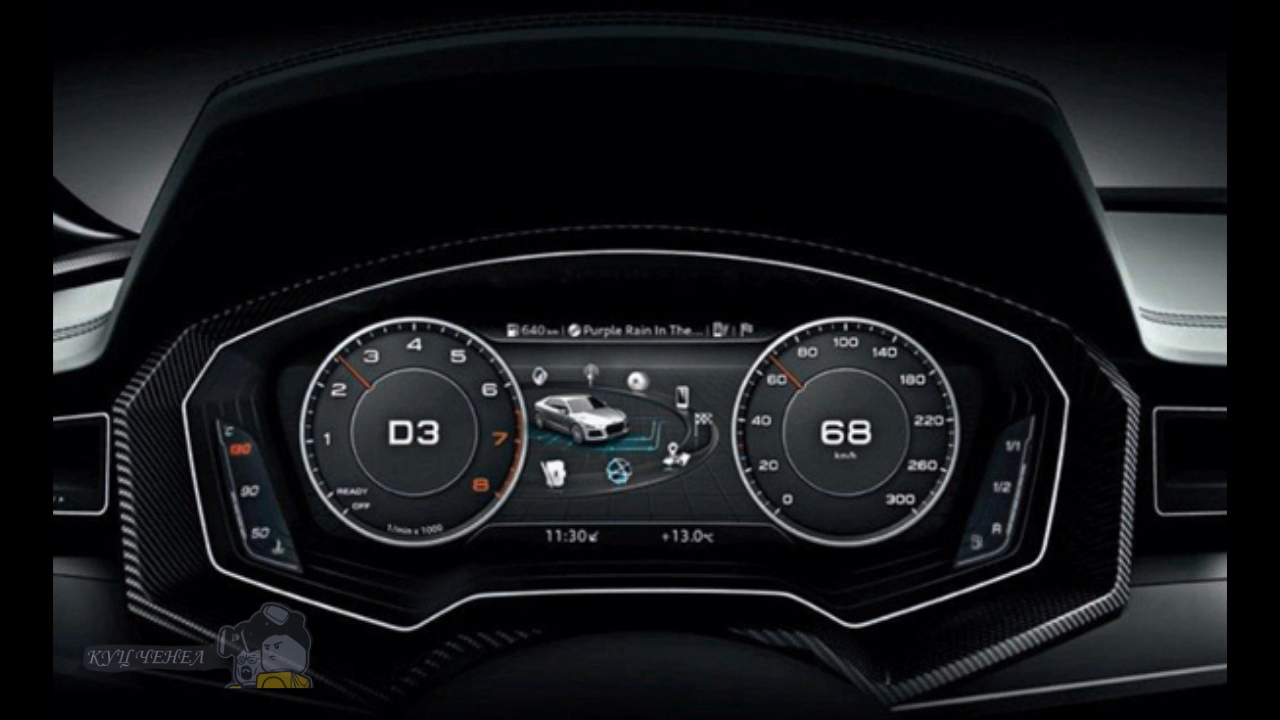 640 km | Purple Rain In The... |
1
2
3
4
5
6
7
8
D3
READY
OFF
1/min x 1000
C
130
90
50
0
20
40
60
80
100
140
180
220
260
300
68
km/h
1/1
1/2
R
11:30
+13.0°C
КУЦ ЧЕНЕЛ